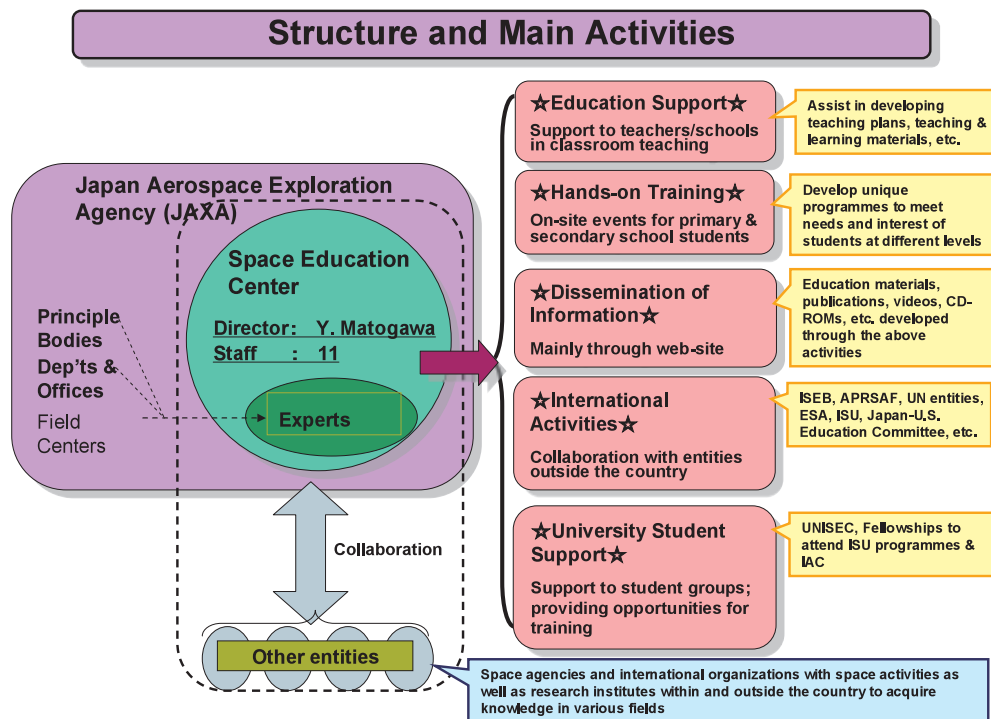 Structure and Main Activities
Japan Aerospace Exploration
Agency (JAXA)
Space Education
Center
Director: Y. Matogawa
Staff : 11
Principle
Bodies
Dep'ts &
Offices
Field
Centers
Experts
Collaboration
Other entities
☆Education Support☆
Support to teachers/schools
in classroom teaching
Assist in developing
teaching plans, teaching &
learning materials, etc.
☆Hands-on Training☆
On-site events for primary &
secondary school students
Develop unique
programmes to meet
needs and interest of
students at different levels
☆Dissemination of
Information☆
Mainly through web-site
Education materials,
publications, videos, CD-
ROMs, etc. developed
through the above
activities
☆International
Activities☆
Collaboration with entities
outside the country
ISEB, APRSAF, UN entities,
ESA, ISU, Japan-U.S.
Education Committee, etc.
☆University Student
Support☆
Support to student groups;
providing opportunities for
training
UNISEC, Fellowships to
attend ISU programmes &
IAC
Space agencies and international organizations with space activities as
well as research institutes within and outside the country to acquire
knowledge in various fields